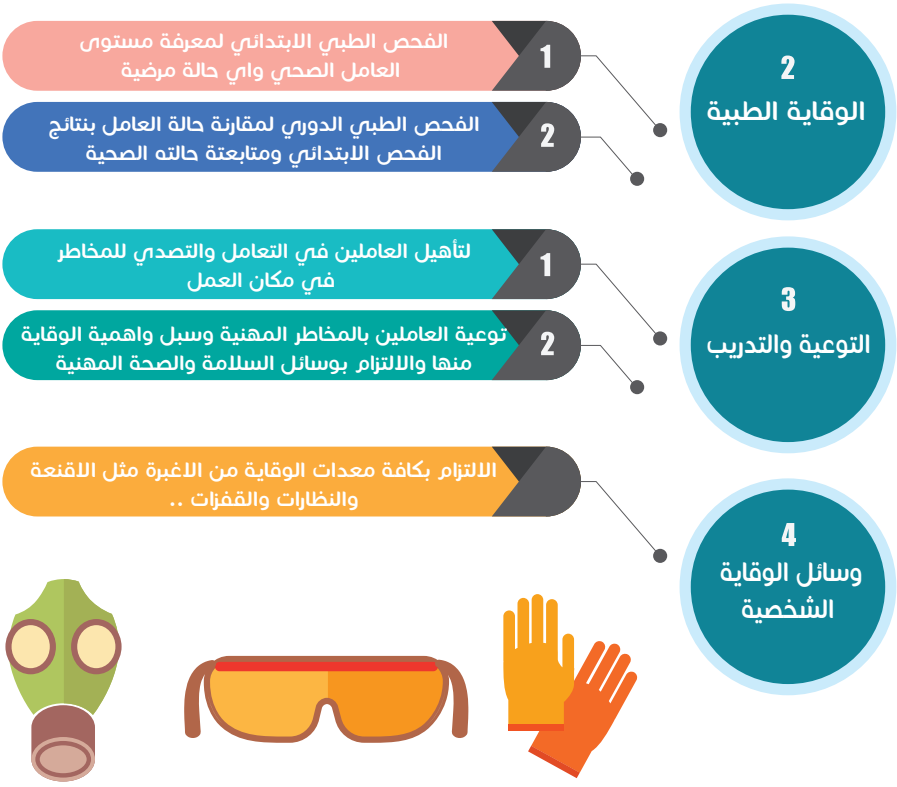 2
الوقاية الطبية
1
الفحص الطبي الابتدائي لمعرفة مستوى
العامل الصحي واي حالة مرضية
2
الفحص الطبي الدوري لمقارنة حالة العامل بنتائج
الفحص الابتدائي ومتابعتة حالته الصحية
3
التوعية والتدريب
1
لتأهيل العاملين في التعامل والتصدي للمخاطر
في مكان العمل
2
توعية العاملين بالمخاطر المهنية وسبل واهمية الوقاية
منها والالتزام بوسائل السلامة والصحة المهنية
4
وسائل الوقاية
الشخصية
الالتزام بكافة معدات الوقاية من الاغبرة مثل الاقنعة
والنظارات والقفزات ..